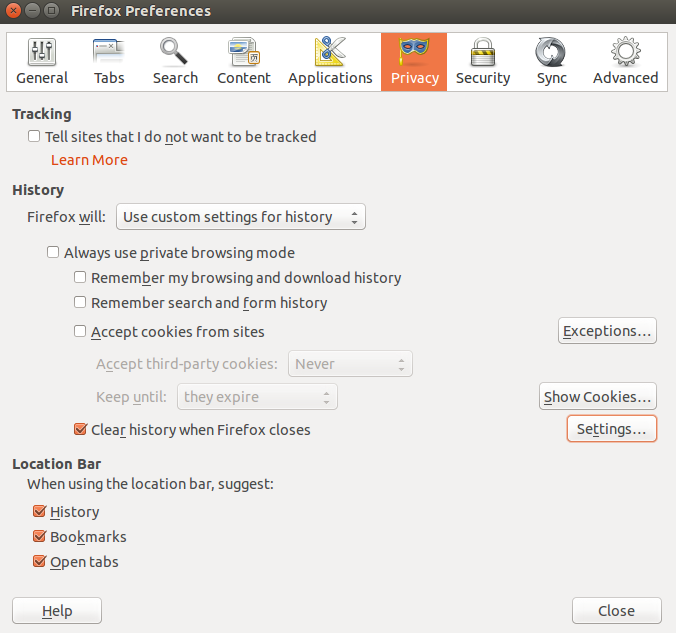 Firefox Preferences
General Tabs Search Content Applications Privacy Security Sync Advanced
Tracking
Tell sites that I do not want to be tracked
Learn More
History
Firefox will: Use custom settings for history
Always use private browsing mode
Remember my browsing and download history
Remember search and form history
Accept cookies from sites Exceptions...
Accept third-party cookies: Never
Keep until: they expire Show Cookies...
Clear history when Firefox closes Settings...
Location Bar
When using the location bar, suggest:
History
Bookmarks
Open tabs
Help Close